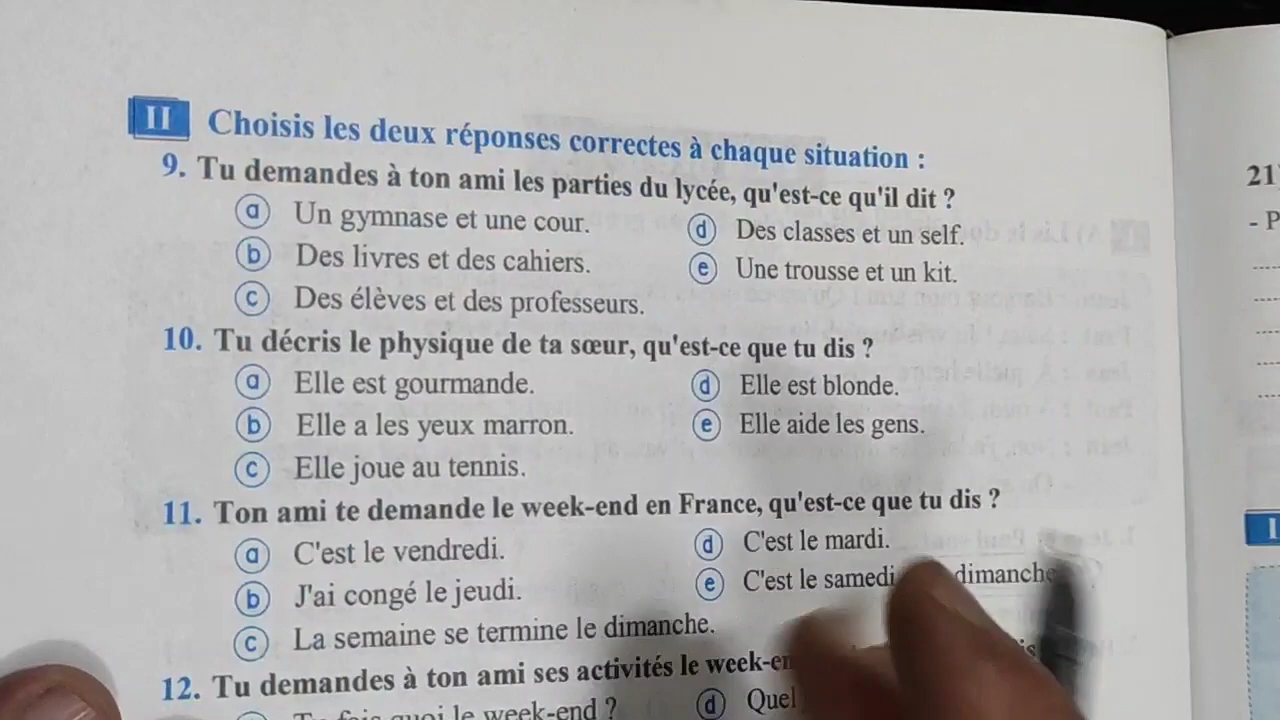 II Choisis les deux réponses correctes à chaque situation :
9. Tu demandes à ton ami les parties du lycée, qu'est-ce qu'il dit ?
a Un gymnase et une cour.
d Des classes et un self.
b Des livres et des cahiers.
e Une trousse et un kit.
c Des élèves et des professeurs.
10. Tu décris le physique de ta sœur, qu'est-ce que tu dis ?
a Elle est gourmande.
d Elle est blonde.
b Elle a les yeux marron.
e Elle aide les gens.
c Elle joue au tennis.
11. Ton ami te demande le week-end en France, qu'est-ce que tu dis ?
a C'est le vendredi.
d C'est le mardi.
b J'ai congé le jeudi.
e C'est le samedi dimanche
c La semaine se termine le dimanche.
12. Tu demandes à ton ami ses activités le week-en
Tu fais quoi le week-end ?
d Quel
21
- P